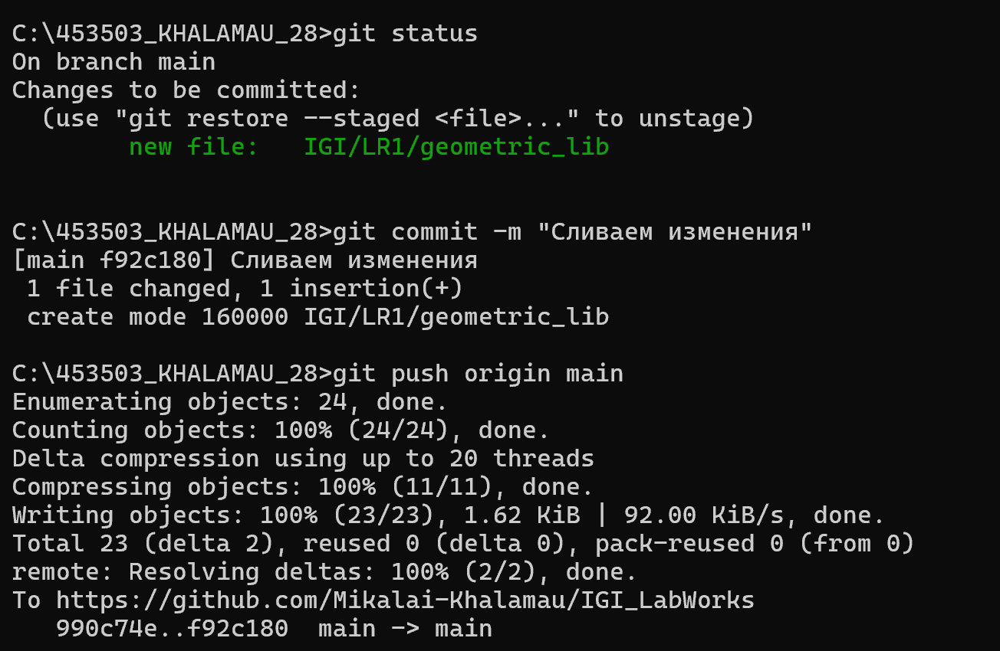 C:\453503_KHALAMAU_28>git status
On branch main
Changes to be committed:
  (use "git restore --staged <file>..." to unstage)
        new file:   IGI/LR1/geometric_lib
C:\453503_KHALAMAU_28>git commit -m "Сливаем изменения"
[main f92c180] Сливаем изменения
 1 file changed, 1 insertion(+)
 create mode 160000 IGI/LR1/geometric_lib
C:\453503_KHALAMAU_28>git push origin main
Enumerating objects: 24, done.
Counting objects: 100% (24/24), done.
Delta compression using up to 20 threads
Compressing objects: 100% (11/11), done.
Writing objects: 100% (23/23), 1.62 KiB | 92.00 KiB/s, done.
Total 23 (delta 2), reused 0 (delta 0), pack-reused 0 (from 0)
remote: Resolving deltas: 100% (2/2), done.
To https://github.com/Mikalai-Khalamau/IGI_LabWorks
   990c74e..f92c180  main -> main